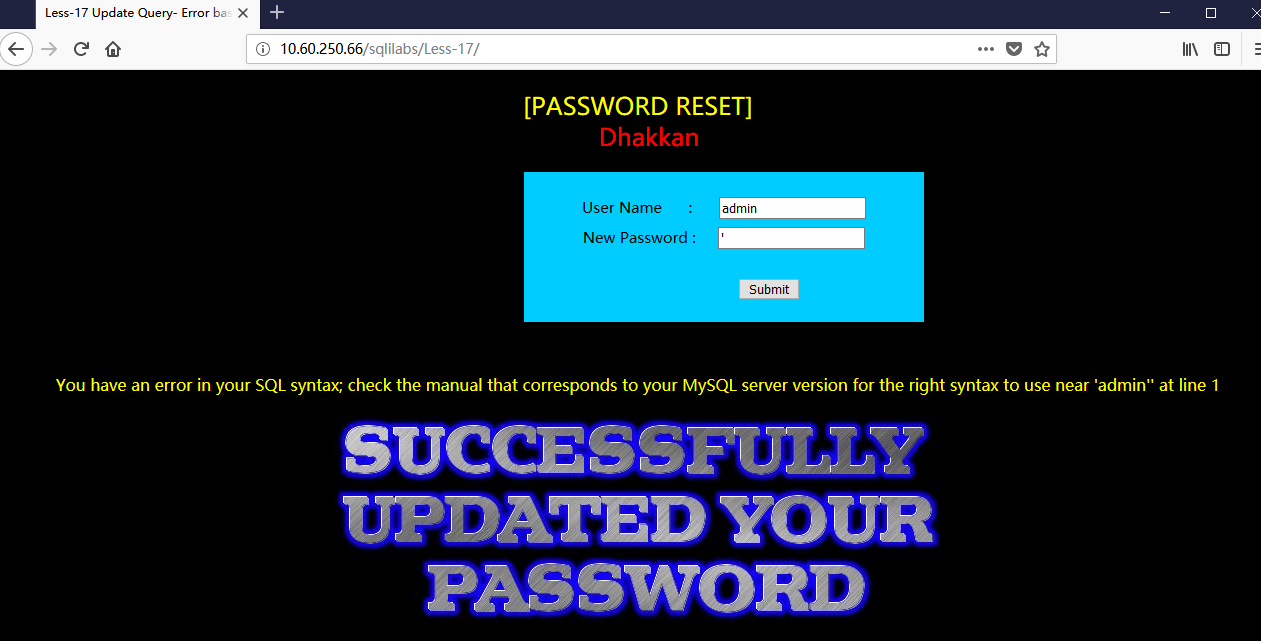 Less-17 Update Query- Error bas
10.60.250.66/sqlilabs/Less-17/
[PASSWORD RESET]
Dhakkan
User Name : admin
New Password : '
Submit
You have an error in your SQL syntax; check the manual that corresponds to your MySQL server version for the right syntax to use near 'admin'' at line 1
SUCCESSFULLY
UPDATED YOUR
PASSWORD